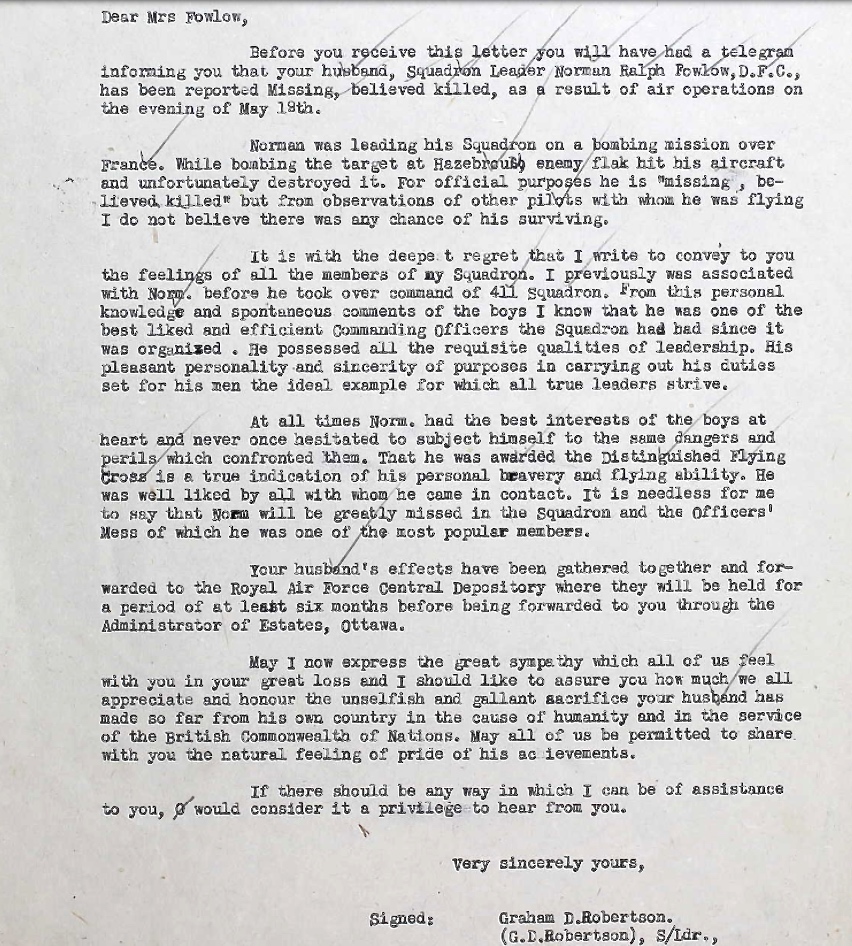 Dear Mrs Fowlow,
Before you receive this letter you will have had a telegram
informing you that your husband, Squadron Leader Norman Ralph Fowlow,D.F.C.,
has been reported Missing, believed killed, as a result of air operations on
the evening of May 19th.
Norman was leading his Squadron on a bombing mission over
France. While bombing the target at Hazebrouth enemy flak hit his aircraft
and unfortunately destroyed it. For official purposes he is "missing , be-
lieved killed" but from observations of other pilots with whom he was flying
I do not believe there was any chance of his surviving.
It is with the deepe t regret that I write to convey to you
the feelings of all the members of my Squadron. I previously was associated
with Norm. before he took over command of 411 Squadron. From this personal
knowledge and spontaneous comments of the boys I know that he was one of the
best liked and efficient Commanding Officers the Squadron had had since it
was organized . He possessed all the requisite qualities of leadership. His
pleasant personality and sincerity of purposes in carrying out his duties
set for his men the ideal example for which all true leaders strive.
At all times Norm. had the best interests of the boys at
heart and never once hesitated to subject himself to the same dangers and
perils which confronted them. That he was awarded the Distinguished Flying
Cross is a true indication of his personal bravery and flying ability. He
was well liked by all with whom he came in contact. It is needless for me
to say that Norm will be greatly missed in the Squadron and the Officers'
Mess of which he was one of the most popular members.
Your husband's effects have been gathered together and for-
warded to the Royal Air Force Central Depository where they will be held for
a period of at least six months before being forwarded to you through the
Administrator of Estates, Ottawa.
May I now express the great sympathy which all of us feel
with you in your great loss and I should like to assure you how much we all
appreciate and honour the unselfish and gallant sacrifice your husband has
made so far from his own country in the cause of humanity and in the service
of the British Commonwealth of Nations. May all of us be permitted to share
with you the natural feeling of pride of his ac ievements.
If there should be any way in which I can be of assistance
to you, would consider it a privilege to hear from you.
Very sincerely yours,
Signed: Graham D.Robertson.
(G.D.Robertson), S/Ldr.,